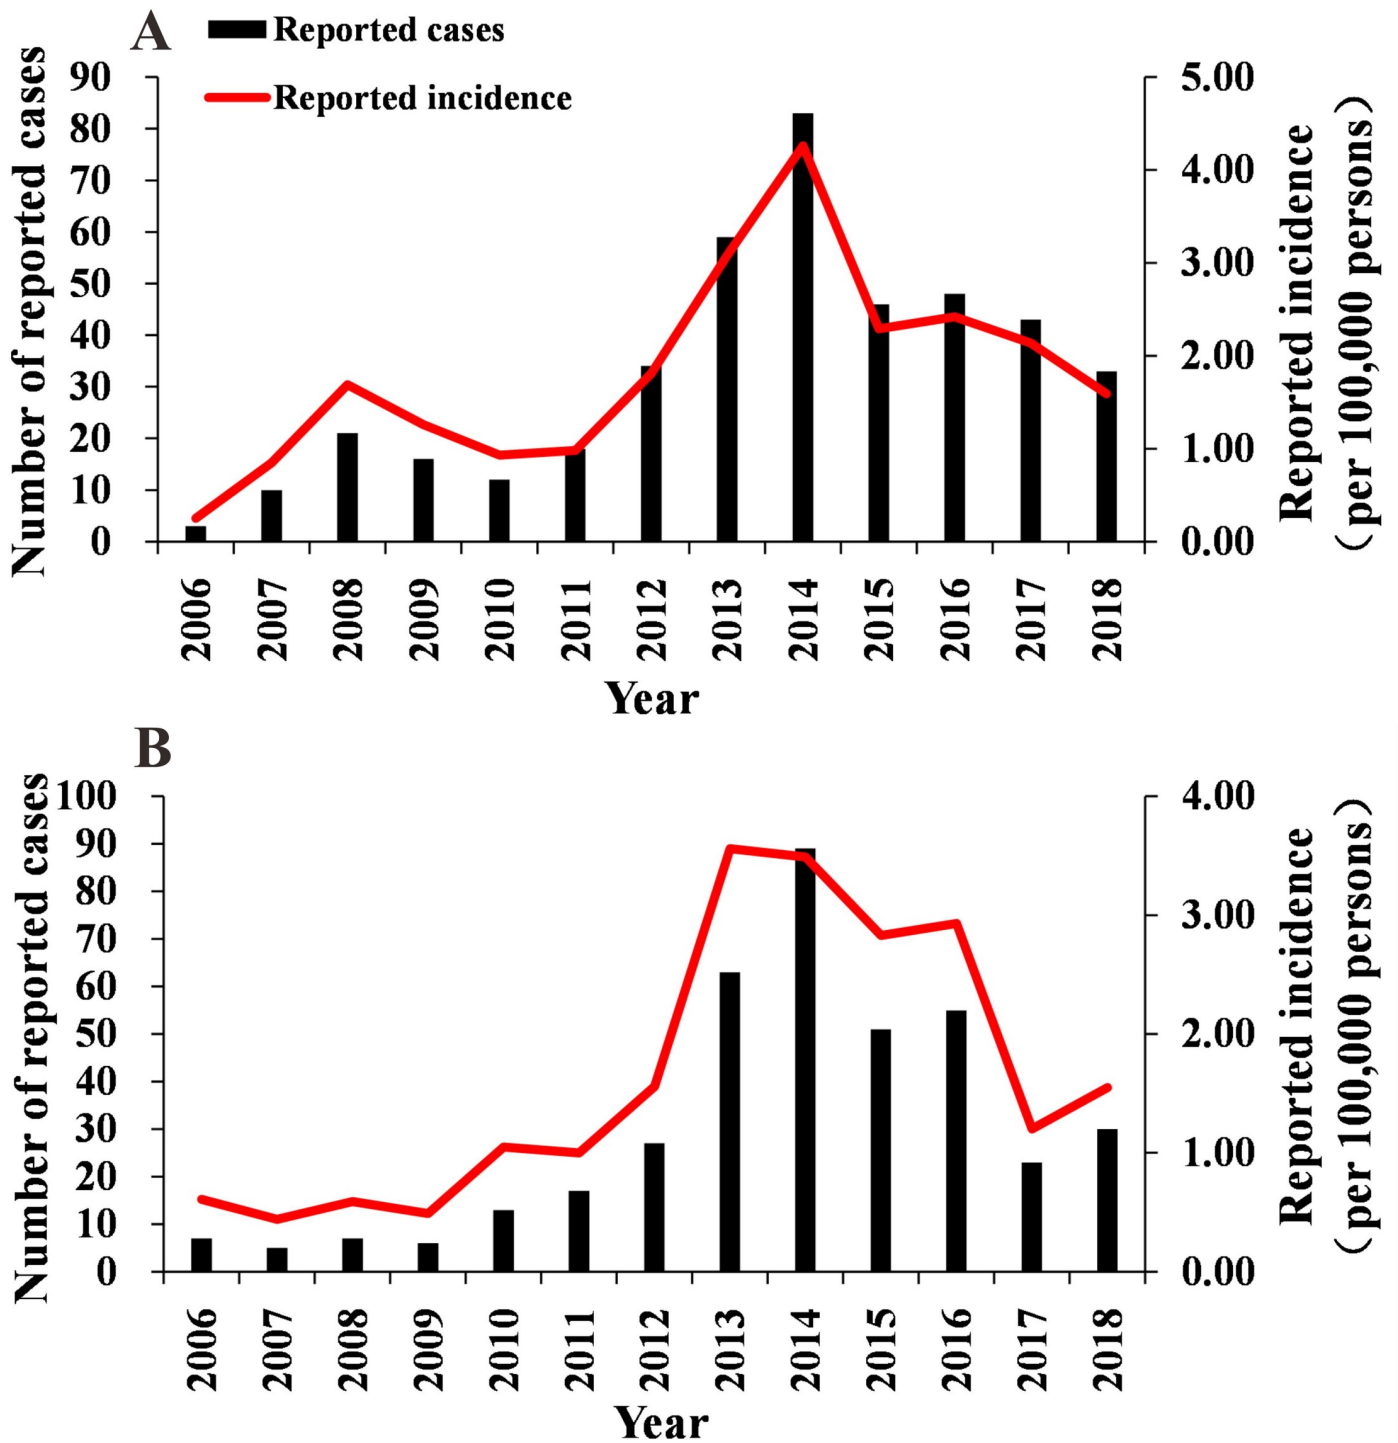 A
Reported cases
Reported incidence
Number of reported cases
90
80
70
60
50
40
30
20
10
0
5.00
4.00
3.00
2.00
1.00
0.00
Reported incidence
(per 100,000 persons)
2006 2007 2008 2009 2010 2011 2012 2013 2014 2015 2016 2017 2018
Year
B
Number of reported cases
100
90
80
70
60
50
40
30
20
10
0
4.00
3.00
2.00
1.00
0.00
Reported incidence
(per 100,000 persons)
2006 2007 2008 2009 2010 2011 2012 2013 2014 2015 2016 2017 2018
Year